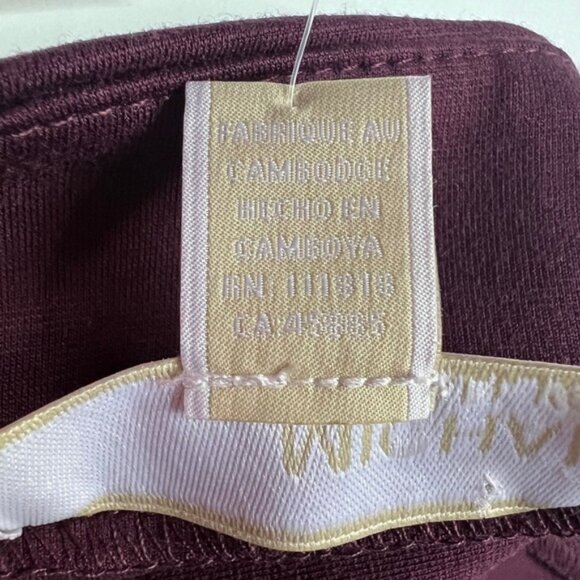 FABRIQUE AU
CAMBODGE
HECHO EN
CAMBOYA
RN: 111818
CA:45885